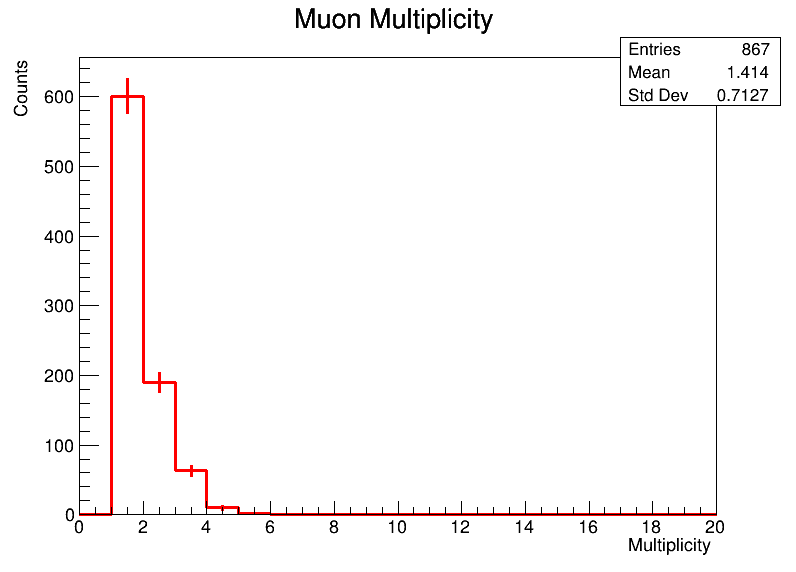 Muon Multiplicity
Entries 867
Mean 1.414
Std Dev 0.7127
Counts
600
500
400
300
200
100
0
0 2 4 6 8 10 12 14 16 18 20
Multiplicity